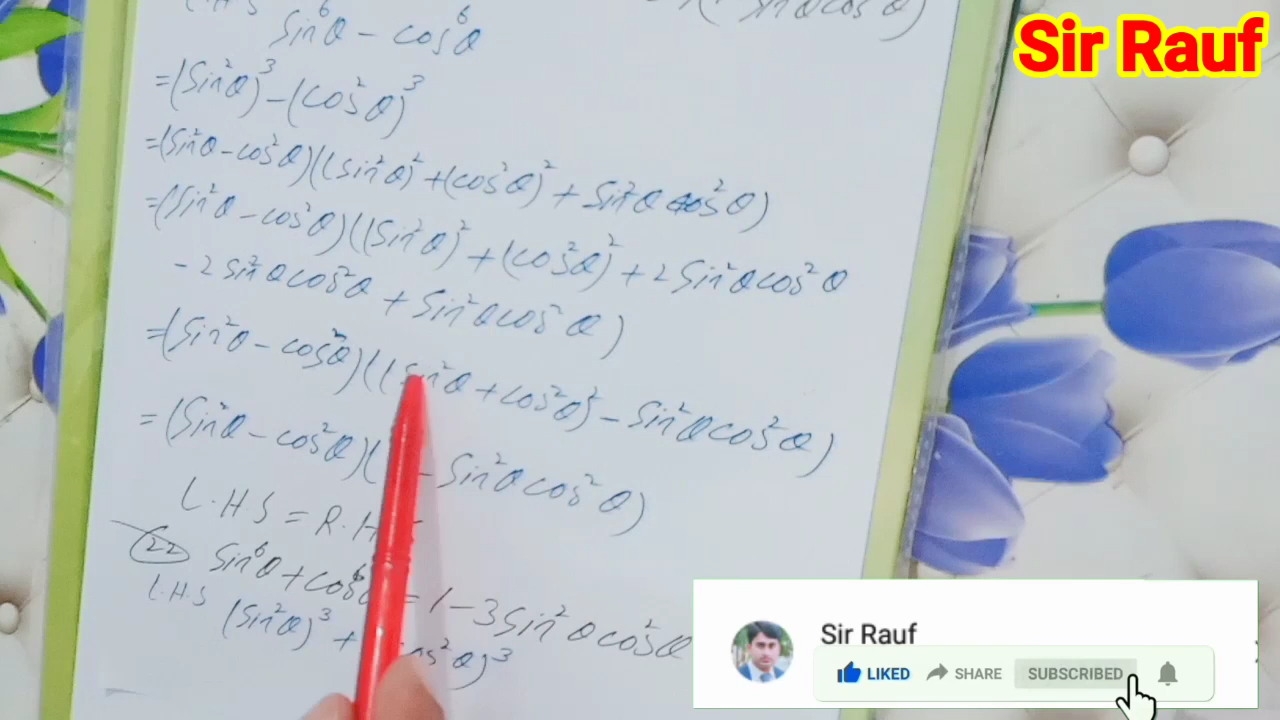 L.H.S
Sin⁶θ - cos⁶θ
Sinθcosθ)
Sir Rauf
=(Sin²θ)³-(cos²θ)³
=(Sin²θ-cos²θ)((Sin²θ)²+(cos²θ)²+Sin²θcos²θ)
=(Sin²θ-cos²θ)((Sin²θ)²+(cos²θ)²+2Sin²θcos²θ
-2Sin²θcos²θ+Sin²θcos²θ)
=(Sin²θ-cos²θ)((Sin²θ+cos²θ)²-Sin²θcos²θ)
=(Sin²θ-cos²θ)( -Sin²θcos²θ)
L.H.S = R.H
(22) Sin⁶θ+cos⁶ = 1-3Sin²θcos²θ
L.H.S
(Sin²θ)³+ cos²θ)³
Sir Rauf
LIKED SHARE SUBSCRIBED